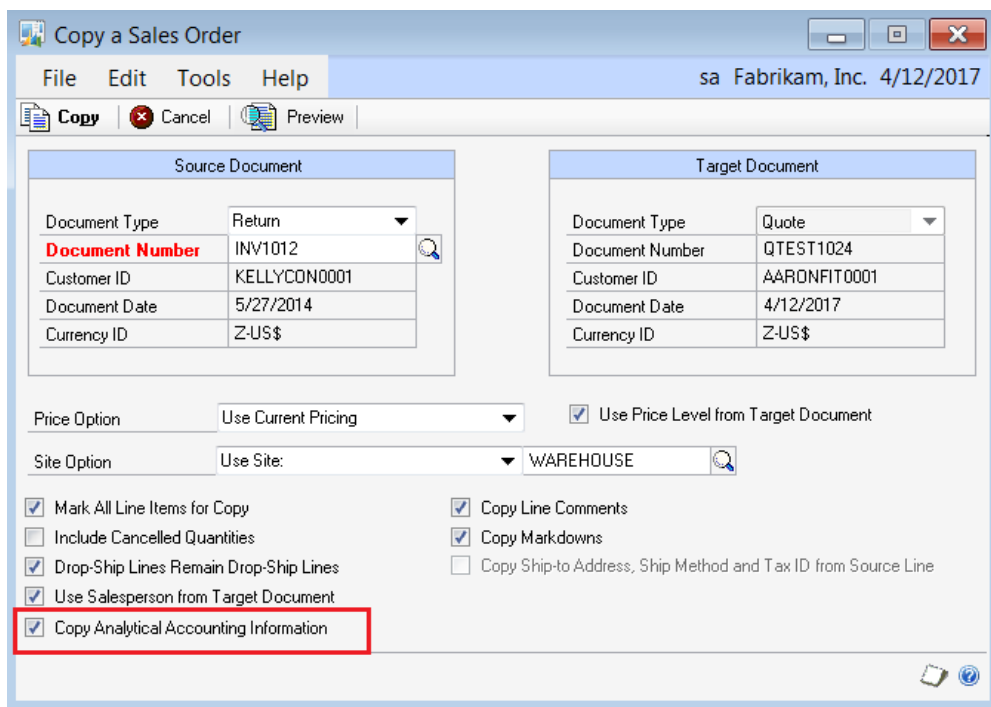 Copy a Sales Order
File Edit Tools Help sa Fabrikam, Inc. 4/12/2017
Copy Cancel Preview
Source Document
Document Type Return
Document Number INV1012
Customer ID KELLYCON0001
Document Date 5/27/2014
Currency ID Z-US$
Target Document
Document Type Quote
Document Number QTEST1024
Customer ID AARONFIT0001
Document Date 4/12/2017
Currency ID Z-US$
Price Option Use Current Pricing Use Price Level from Target Document
Site Option Use Site: WAREHOUSE
Mark All Line Items for Copy
Include Cancelled Quantities
Drop-Ship Lines Remain Drop-Ship Lines
Use Salesperson from Target Document
Copy Analytical Accounting Information
Copy Line Comments
Copy Markdowns
Copy Ship-to Address, Ship Method and Tax ID from Source Line